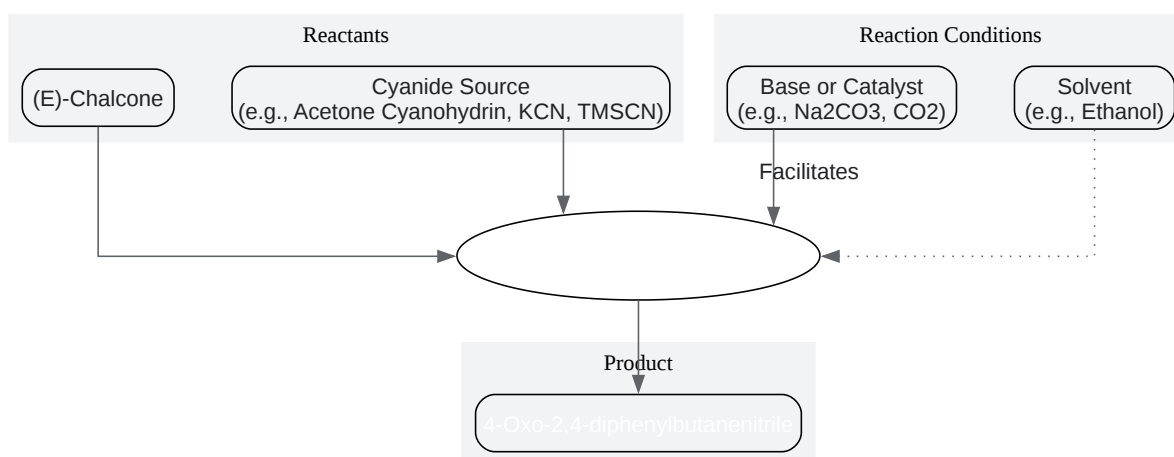 Reactants
Reaction Conditions
(E)-Chalcone
Cyanide Source
(e.g., Acetone Cyanohydrin, KCN, TMSCN)
Base or Catalyst
(e.g., Na2CO3, CO2)
Solvent
(e.g., Ethanol)
Facilitates
Product
4-Oxo-2,4-diphenylbutanenitrile